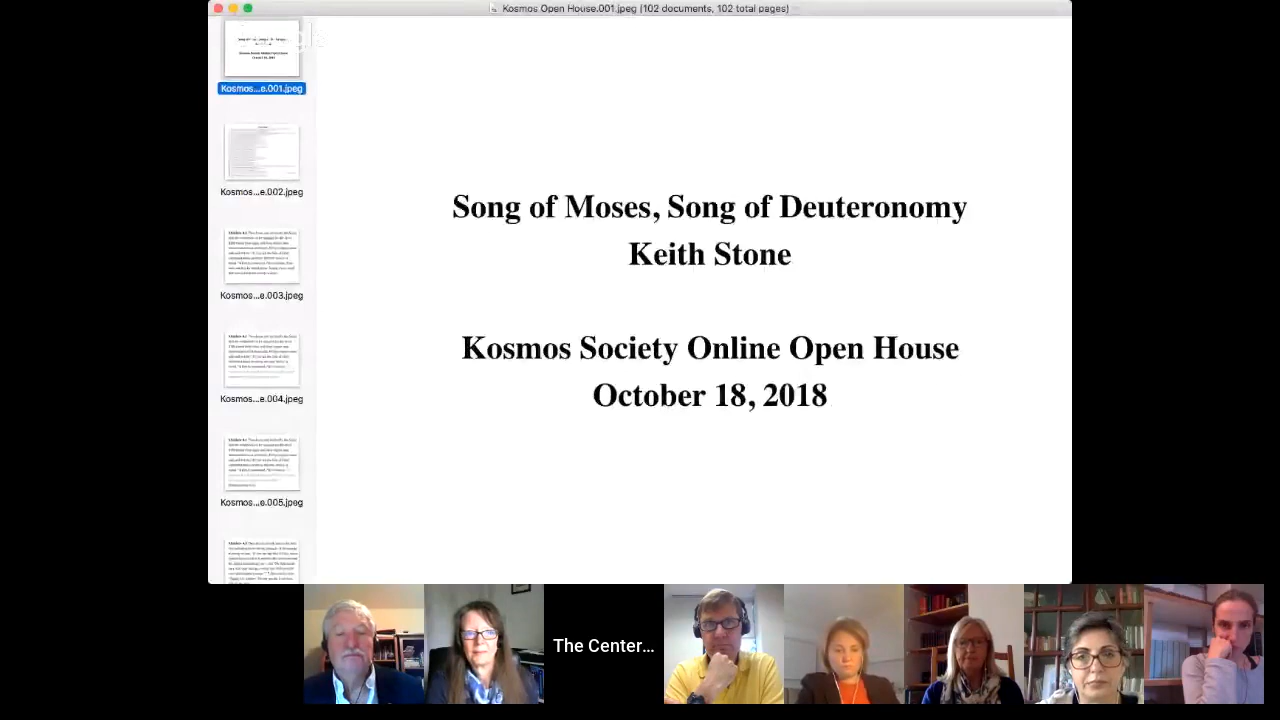 Kosmos Open House.001.jpeg (102 documents, 102 total pages)
Kosmos...e.001.jpeg
Kosmos...e.002.jpeg
Kosmos...e.003.jpeg
Kosmos...e.004.jpeg
Kosmos...e.005.jpeg
Song of Moses, Song of Deuteronomy
Keith Stone
Kosmos Society Online Open House
October 18, 2018
The Center...